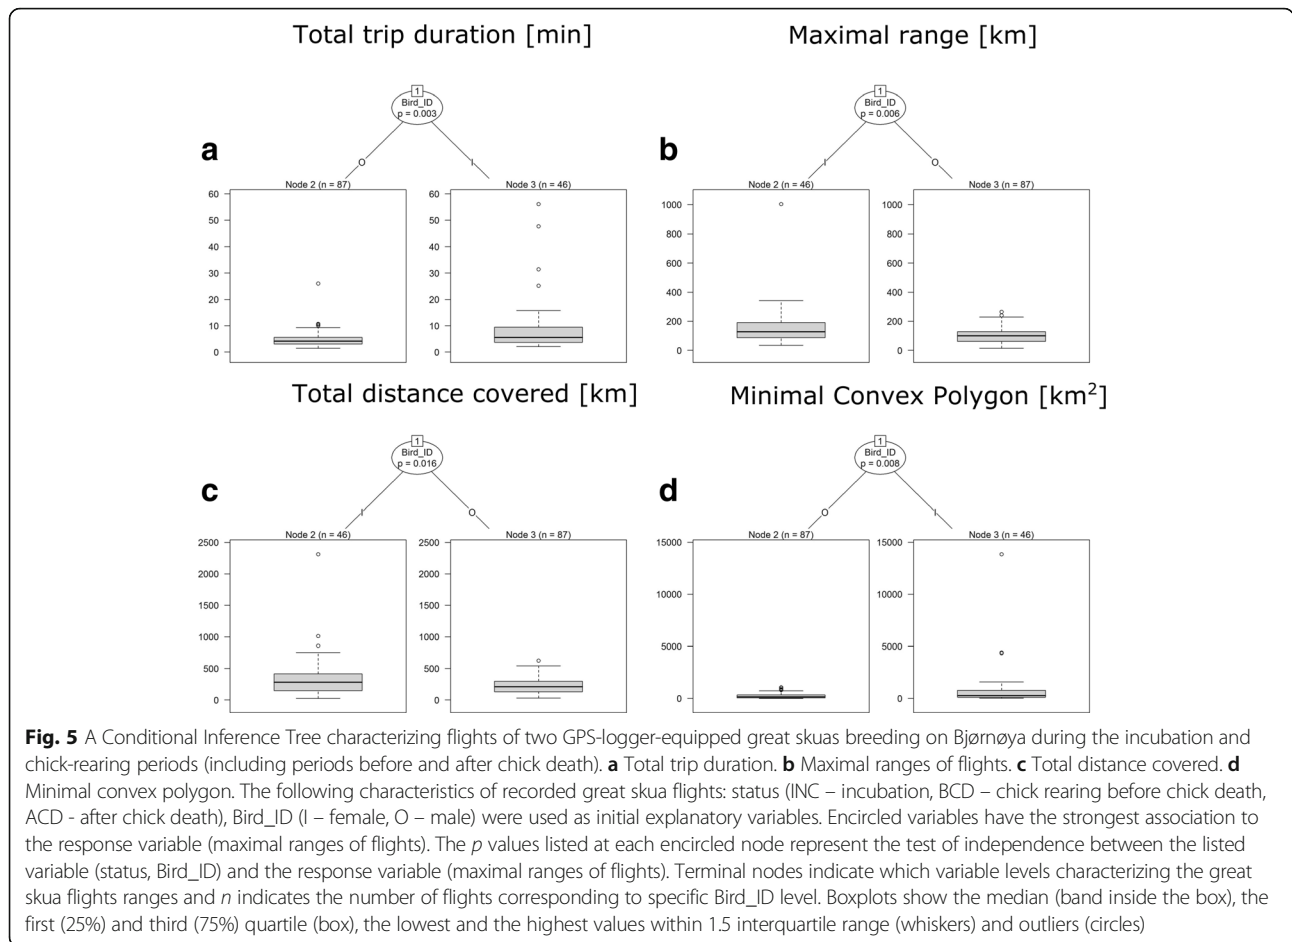 Total trip duration [min]
Maximal range [km]
a
1
Bird_ID
p = 0.003
O
I
Node 2 (n = 87)
60
50
40
30
20
10
0
Node 3 (n = 46)
60
50
40
30
20
10
0
b
1
Bird_ID
p = 0.006
I
O
Node 2 (n = 46)
1000
800
600
400
200
0
Node 3 (n = 87)
1000
800
600
400
200
0
Total distance covered [km]
Minimal Convex Polygon [km²]
c
1
Bird_ID
p = 0.016
I
O
Node 2 (n = 46)
2500
2000
1500
1000
500
0
Node 3 (n = 87)
2500
2000
1500
1000
500
0
d
1
Bird_ID
p = 0.008
O
I
Node 2 (n = 87)
15000
10000
5000
0
Node 3 (n = 46)
15000
10000
5000
0
Fig. 5 A Conditional Inference Tree characterizing flights of two GPS-logger-equipped great skuas breeding on Bjørnøya during the incubation and
chick-rearing periods (including periods before and after chick death). a Total trip duration. b Maximal ranges of flights. c Total distance covered. d
Minimal convex polygon. The following characteristics of recorded great skua flights: status (INC – incubation, BCD – chick rearing before chick death,
ACD - after chick death), Bird_ID (I – female, O – male) were used as initial explanatory variables. Encircled variables have the strongest association to
the response variable (maximal ranges of flights). The p values listed at each encircled node represent the test of independence between the listed
variable (status, Bird_ID) and the response variable (maximal ranges of flights). Terminal nodes indicate which variable levels characterizing the great
skua flights ranges and n indicates the number of flights corresponding to specific Bird_ID level. Boxplots show the median (band inside the box), the
first (25%) and third (75%) quartile (box), the lowest and the highest values within 1.5 interquartile range (whiskers) and outliers (circles)